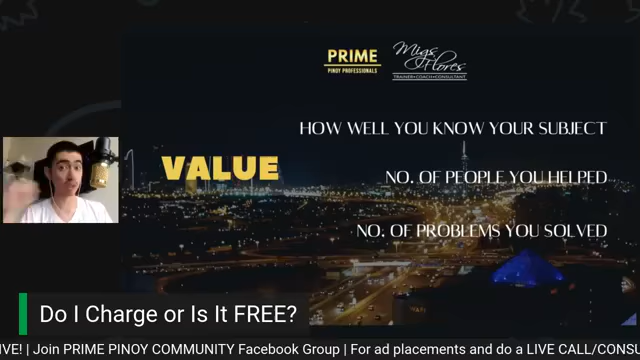 PRIME
PINOY PROFESSIONALS
Migs Flores
TRAINER • COACH • CONSULTANT
HOW WELL YOU KNOW YOUR SUBJECT
VALUE
NO. OF PEOPLE YOU HELPED
NO. OF PROBLEMS YOU SOLVED
Do I Charge or Is It FREE?
VE! | Join PRIME PINOY COMMUNITY Facebook Group | For ad placements and do a LIVE CALL/CONSU